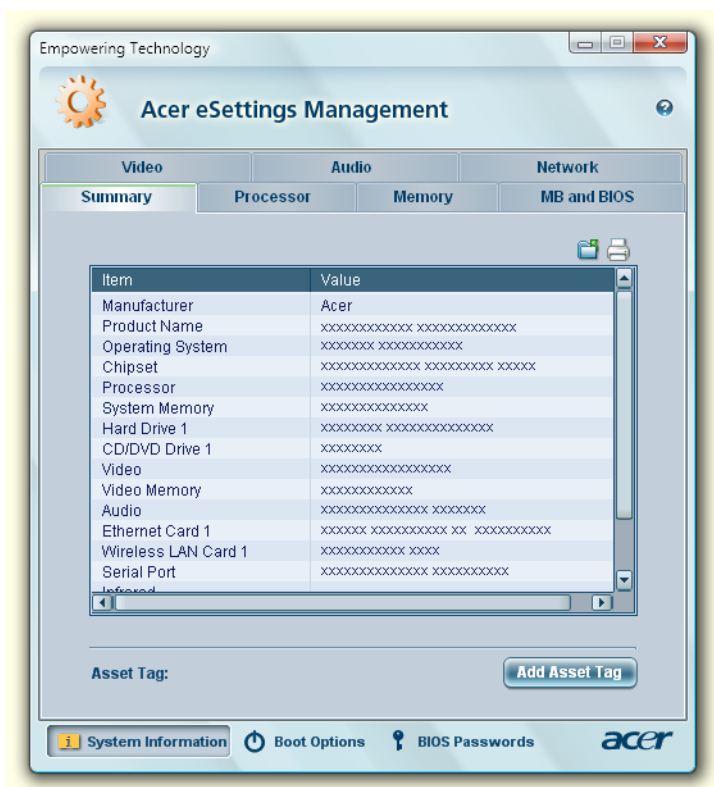 Empowering Technology
Acer eSettings Management
Video Audio Network
Summary Processor Memory MB and BIOS
Item Value
Manufacturer Acer
Product Name xxxxxxxxxxxx xxxxxxxxxxxxx
Operating System xxxxxxx xxxxxxxxxxx
Chipset xxxxxxxxxxxxx xxxxxxxxx xxxxx
Processor xxxxxxxxxxxxxxxx
System Memory xxxxxxxxxxxxxx
Hard Drive 1 xxxxxxxx xxxxxxxxxxxxxx
CD/DVD Drive 1 xxxxxxxx
Video xxxxxxxxxxxxxxxxx
Video Memory xxxxxxxxxxxx
Audio xxxxxxxxxxxxxx xxxxxxx
Ethernet Card 1 xxxxxx xxxxxxxxxx xx xxxxxxxxxx
Wireless LAN Card 1 xxxxxxxxxxx xxxx
Serial Port xxxxxxxxxxxxxx xxxxxxxxxx
Infrared
Asset Tag: Add Asset Tag
System Information Boot Options BIOS Passwords acer